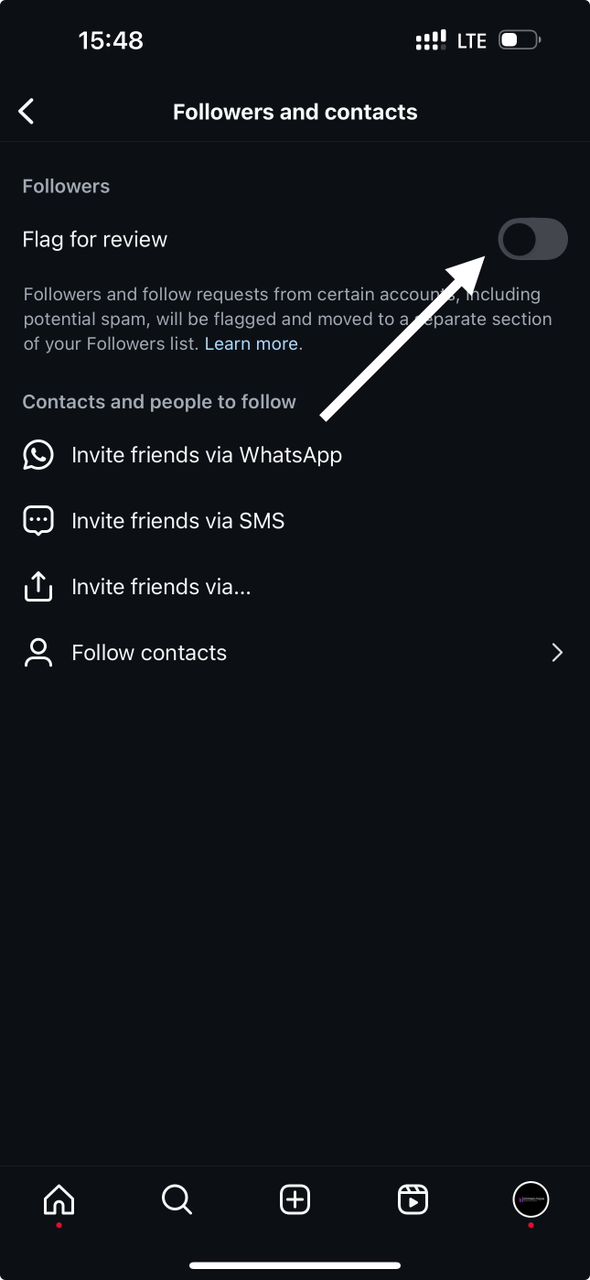 15:48 LTE
Followers and contacts
Followers
Flag for review
Followers and follow requests from certain accounts, including
potential spam, will be flagged and moved to a separate section
of your Followers list. Learn more.
Contacts and people to follow
Invite friends via WhatsApp
Invite friends via SMS
Invite friends via...
Follow contacts